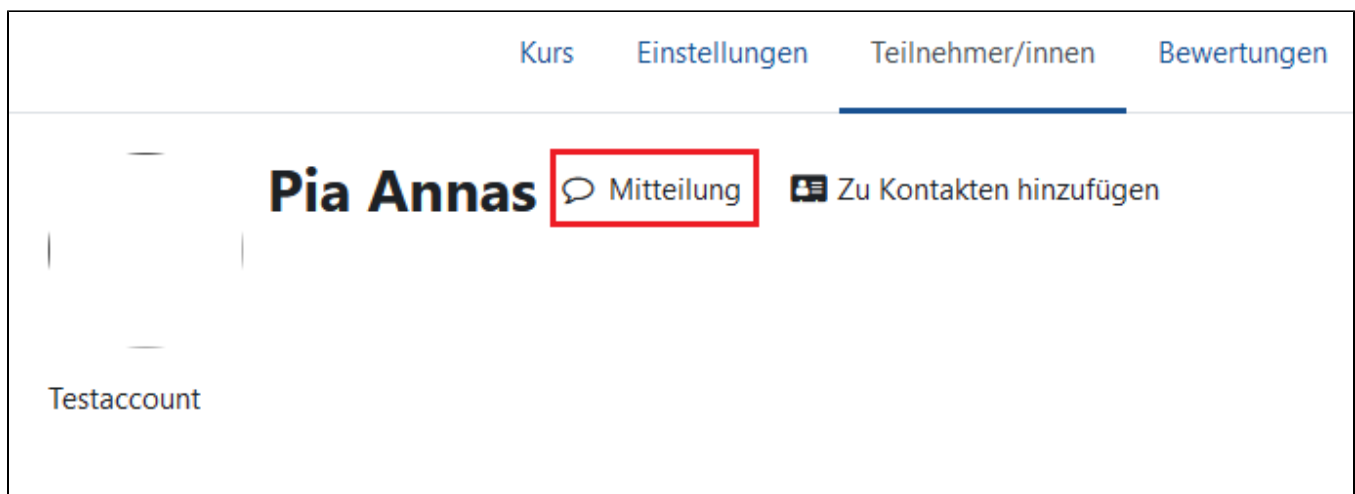 Kurs Einstellungen Teilnehmer/innen Bewertungen
Pia Annas Mitteilung Zu Kontakten hinzufügen
Testaccount